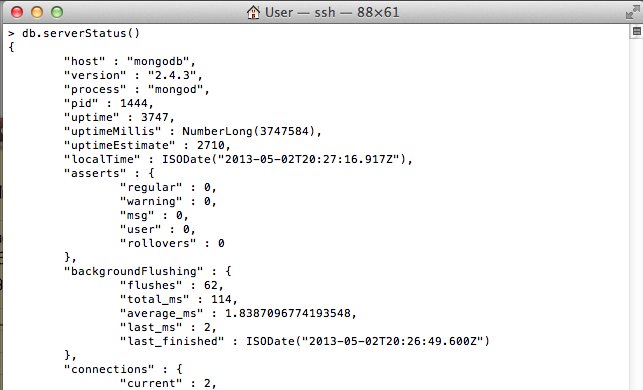 User — ssh — 88×61
> db.serverStatus()
{
"host" : "mongodb",
"version" : "2.4.3",
"process" : "mongod",
"pid" : 1444,
"uptime" : 3747,
"uptimeMillis" : NumberLong(3747584),
"uptimeEstimate" : 2710,
"localTime" : ISODate("2013-05-02T20:27:16.917Z"),
"asserts" : {
"regular" : 0,
"warning" : 0,
"msg" : 0,
"user" : 0,
"rollovers" : 0
},
"backgroundFlushing" : {
"flushes" : 62,
"total_ms" : 114,
"average_ms" : 1.8387096774193548,
"last_ms" : 2,
"last_finished" : ISODate("2013-05-02T20:26:49.600Z")
},
"connections" : {
"current" : 2,